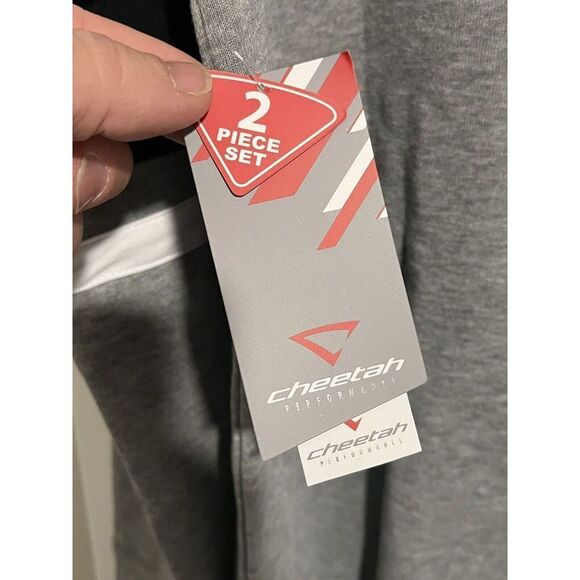 2
PIECE
SET
cheetah
PERFORMANCE
cheetah
PERFORMANCE